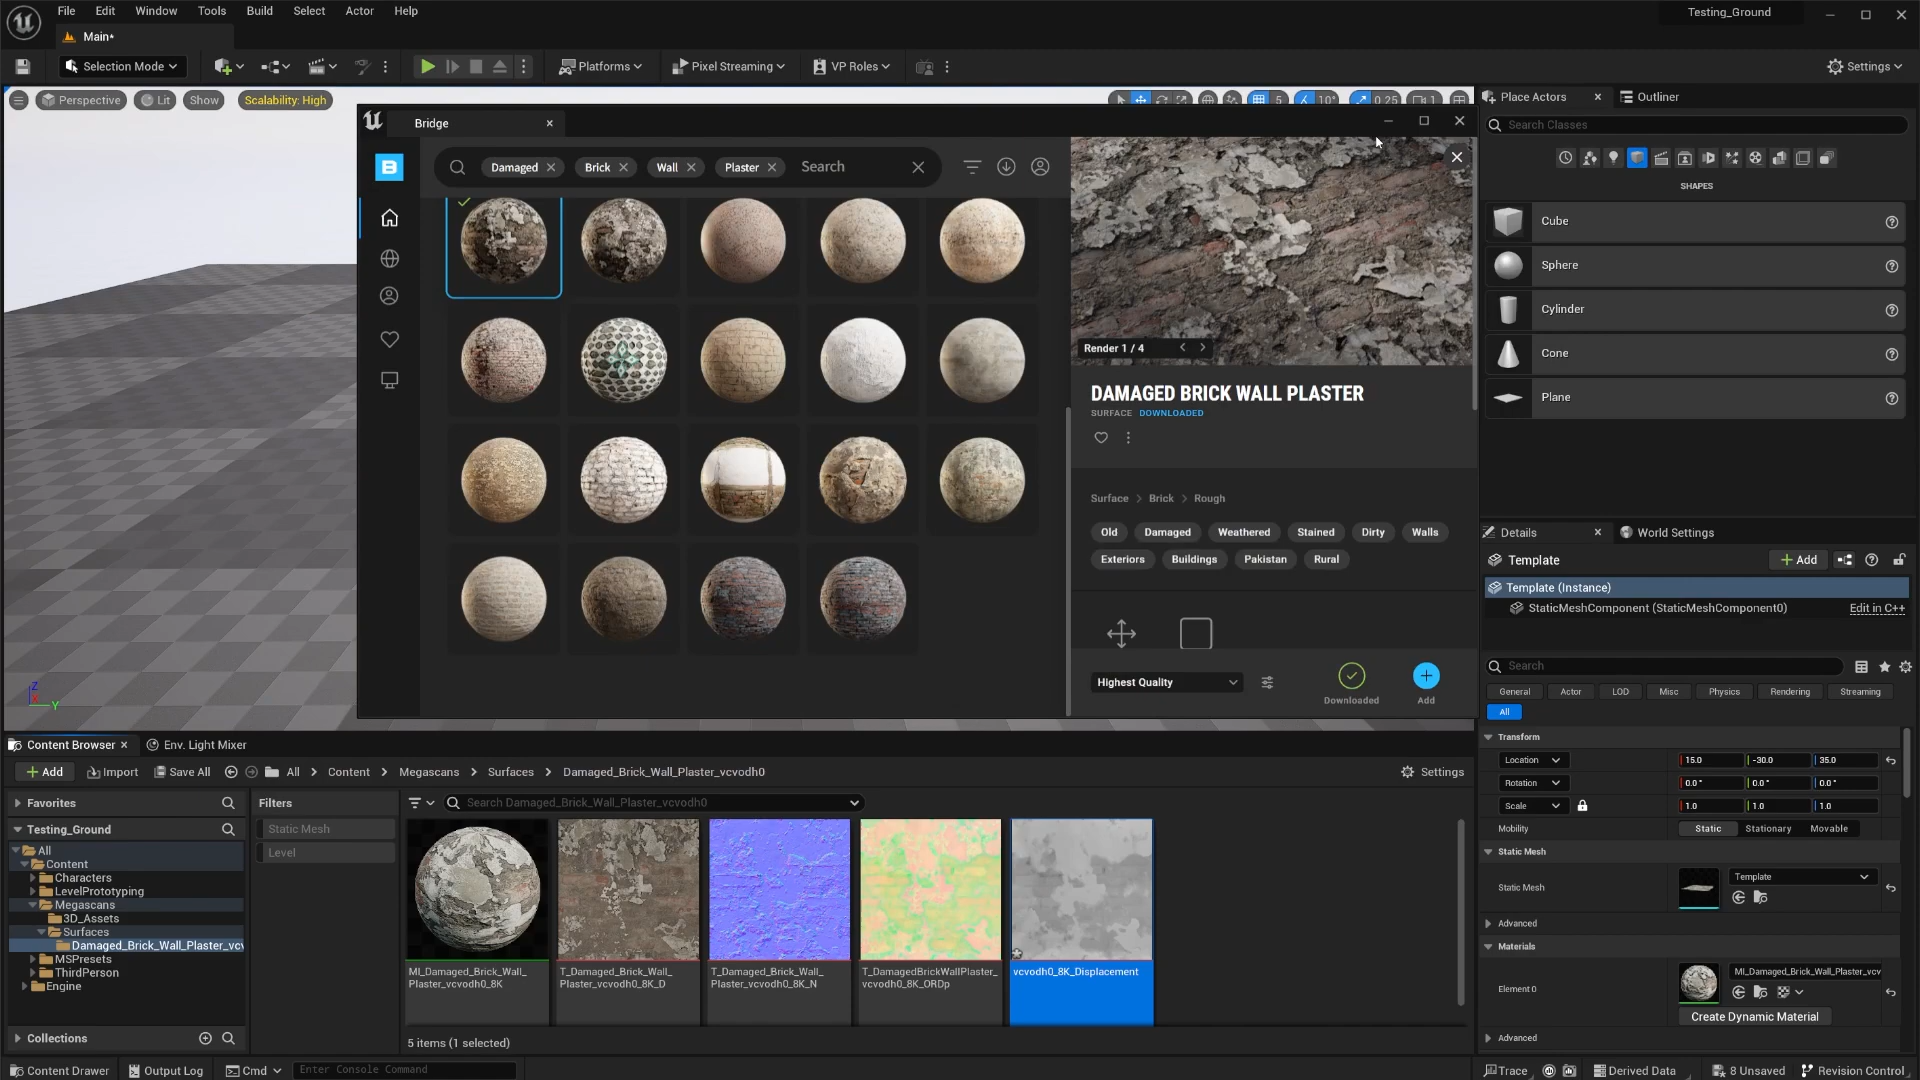 File Edit Window Tools Build Select Actor Help
Testing_Ground
Main*
Selection Mode
Platforms
Pixel Streaming
VP Roles
Settings
Perspective
Lit
Show
Scalability: High
5
10°
0.25
1
Place Actors
Outliner
Search Classes
SHAPES
Cube
Sphere
Cylinder
Cone
Plane
Bridge
B
Damaged
Brick
Wall
Plaster
Search
Render 1 / 4
DAMAGED BRICK WALL PLASTER
SURFACE DOWNLOADED
Surface > Brick > Rough
Old Damaged Weathered Stained Dirty Walls
Exteriors Buildings Pakistan Rural
Highest Quality
Downloaded
Add
Z
X
Y
Details
World Settings
Template
+ Add
Template (Instance)
StaticMeshComponent (StaticMeshComponent0)
Edit in C++
Search
General Actor LOD Misc Physics Rendering Streaming
All
Transform
Location 15.0 -30.0 35.0
Rotation 0.0° 0.0° 0.0°
Scale 1.0 1.0 1.0
Mobility Static Stationary Movable
Static Mesh
Static Mesh
Template
Advanced
Materials
Element 0
MI_Damaged_Brick_Wall_Plaster_vcv
Create Dynamic Material
Advanced
Content Browser
Env. Light Mixer
+ Add
Import
Save All
All > Content > Megascans > Surfaces > Damaged_Brick_Wall_Plaster_vcvodh0
Settings
Favorites
Testing_Ground
All
Content
Characters
LevelPrototyping
Megascans
3D_Assets
Surfaces
Damaged_Brick_Wall_Plaster_vcv
MSPresets
ThirdPerson
Engine
Collections
Filters
Static Mesh
Level
Search Damaged_Brick_Wall_Plaster_vcvodh0
MI_Damaged_Brick_Wall_
Plaster_vcvodh0_8K
T_Damaged_Brick_Wall_
Plaster_vcvodh0_8K_D
T_Damaged_Brick_Wall_
Plaster_vcvodh0_8K_N
T_DamagedBrickWallPlaster_
vcvodh0_8K_ORDp
vcvodh0_8K_Displacement
5 items (1 selected)
Content Drawer
Output Log
Cmd
Enter Console Command
Trace
Derived Data
8 Unsaved
Revision Control